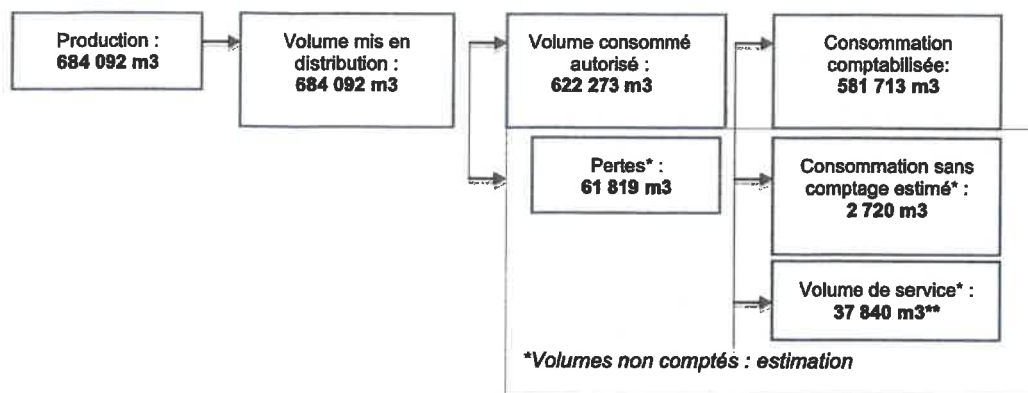 Production :
684 092 m3
Volume mis en
distribution :
684 092 m3
Volume consommé
autorisé :
622 273 m3
Consommation
comptabilisée:
581 713 m3
Pertes* :
61 819 m3
Consommation sans
comptage estimé* :
2 720 m3
Volume de service* :
37 840 m3**
*Volumes non comptés : estimation